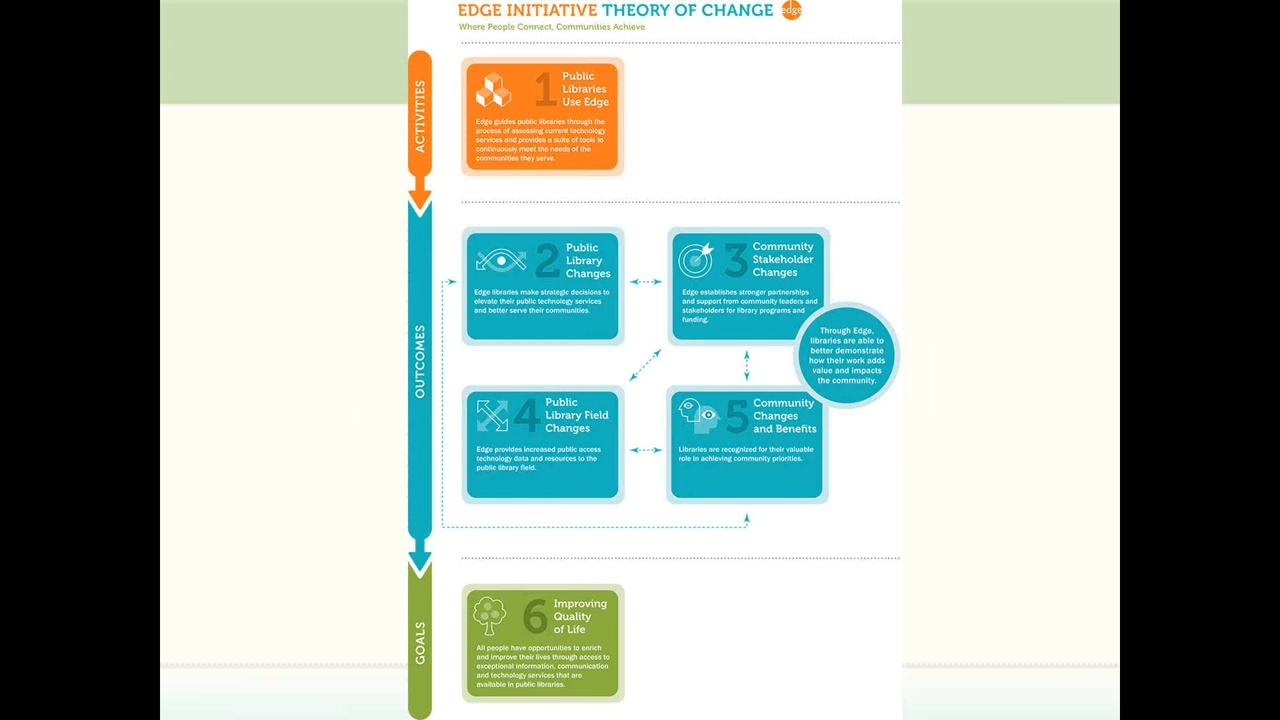 EDGE INITIATIVE THEORY OF CHANGE edge
Where People Connect, Communities Achieve
ACTIVITIES
1
Public
Libraries
Use Edge
Edge guides public libraries through the
process of assessing current technology
services and provides a suite of tools to
continuously meet the needs of the
communities they serve.
OUTCOMES
2
Public
Library
Changes
Edge libraries make strategic decisions to
elevate their public technology services
and better serve their communities.
3
Community
Stakeholder
Changes
Edge establishes stronger partnerships
and support from community leaders and
stakeholders for library programs and
funding.
Through Edge,
libraries are able to
better demonstrate
how their work adds
value and impacts
the community.
4
Public
Library Field
Changes
Edge provides increased public access
technology data and resources to the
public library field.
5
Community
Changes
and Benefits
Libraries are recognized for their valuable
role in achieving community priorities.
GOALS
6
Improving
Quality
of Life
All people have opportunities to enrich
and improve their lives through access to
exceptional information, communication
and technology services that are
available in public libraries.